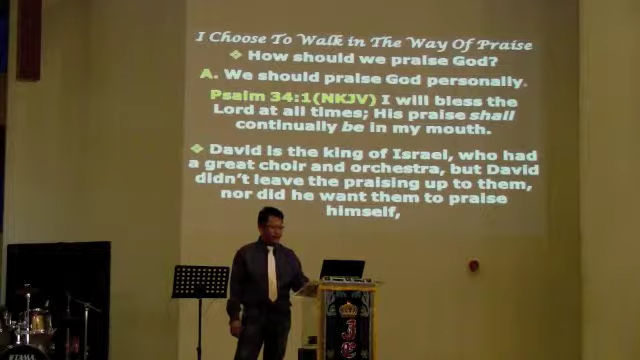 I Choose To Walk in The Way Of Praise
❖ How should we praise God?
A. We should praise God personally.
Psalm 34:1(NKJV) I will bless the
Lord at all times; His praise shall
continually be in my mouth.
❖ David is the king of Israel, who had
a great choir and orchestra, but David
didn't leave the praising up to them,
nor did he want them to praise
himself,
TAMA